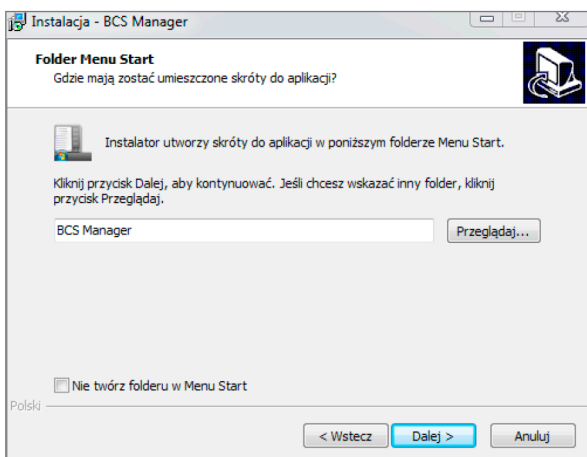 Instalacja - BCS Manager
Folder Menu Start
Gdzie mają zostać umieszczone skróty do aplikacji?
Instalator utworzy skróty do aplikacji w poniższym folderze Menu Start.
Kliknij przycisk Dalej, aby kontynuować. Jeśli chcesz wskazać inny folder, kliknij
przycisk Przeglądaj.
BCS Manager
Przeglądaj...
Nie twórz folderu w Menu Start
Polski
< Wstecz
Dalej >
Anuluj